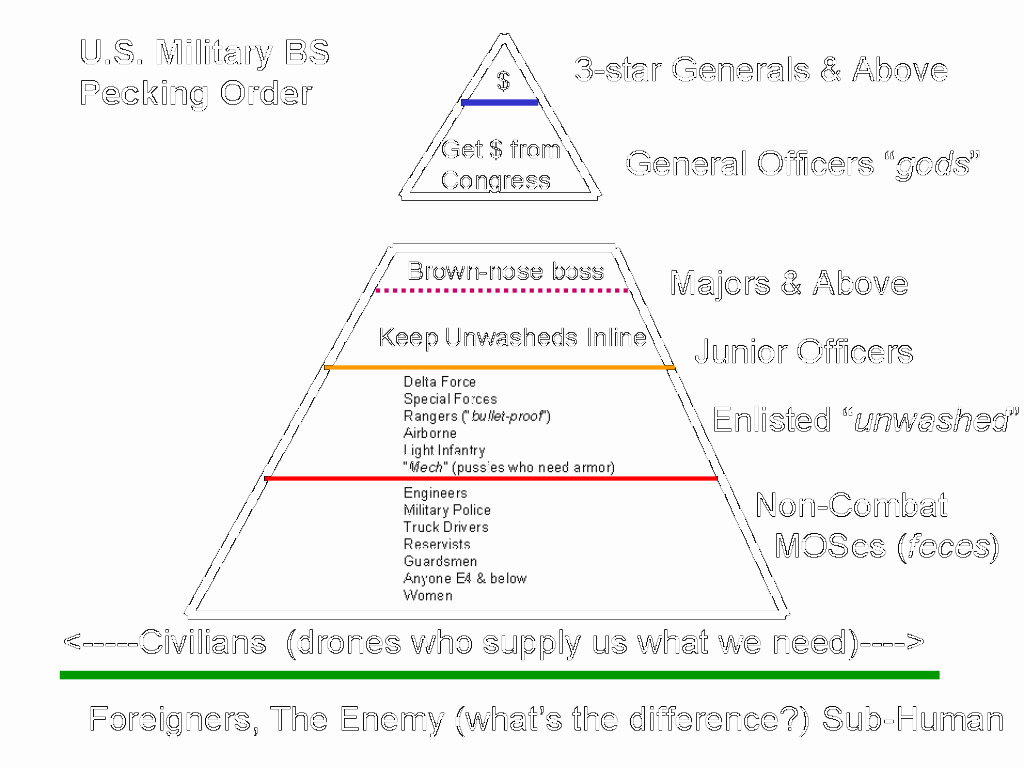 U.S. Military BS
Pecking Order
$
3-star Generals & Above
Get $ from
Congress
General Officers “gods”
Brown-nose boss
Majors & Above
Keep Unwasheds Inline
Junior Officers
Delta Force
Special Forces
Rangers ("bullet-proof")
Airborne
Light Infantry
"Mech" (pussies who need armor)
Enlisted “unwashed”
Engineers
Military Police
Truck Drivers
Reservists
Guardsmen
Anyone E4 & below
Women
Non-Combat
MOSes (feces)
<-----Civilians (drones who supply us what we need)---->
Foreigners, The Enemy (what’s the difference?) Sub-Human